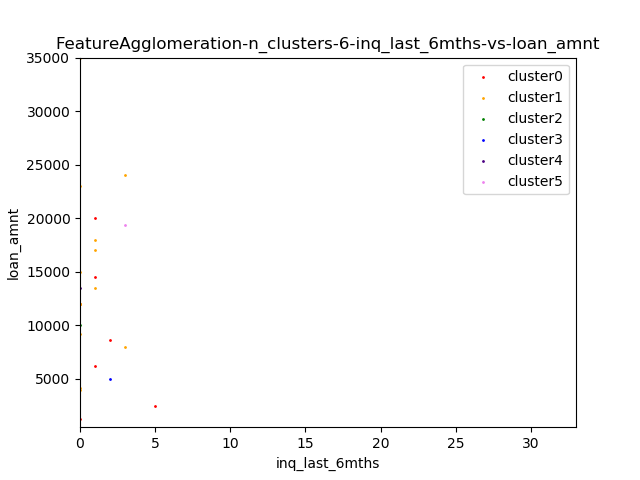 FeatureAgglomeration-n_clusters-6-inq_last_6mths-vs-loan_amnt
35000
30000
25000
20000
15000
10000
5000
loan_amnt
cluster0
cluster1
cluster2
cluster3
cluster4
cluster5
0 5 10 15 20 25 30
inq_last_6mths